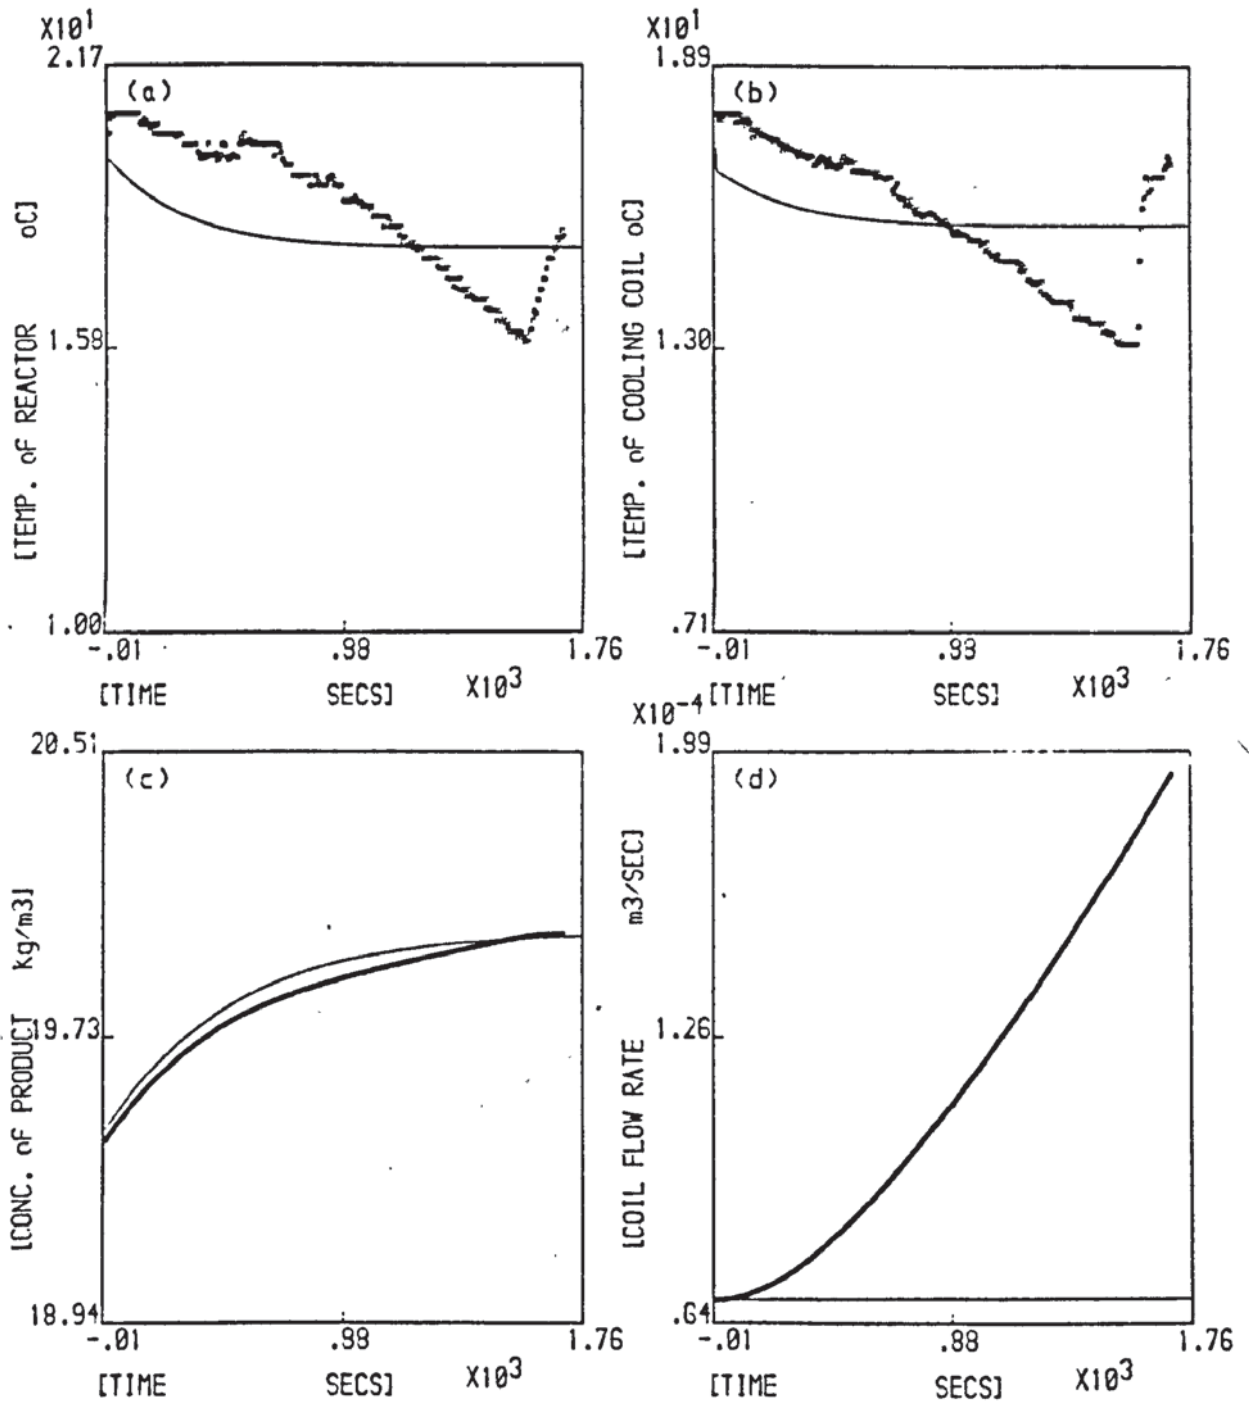 X10¹ X10¹
2.17 1.89
(a) (b)
[TEMP. of REACTOR oC] [TEMP. of COOLING COIL oC]
1.58 1.30
1.00 .71
-.01 .98 1.76 -.01 .99 1.76
[TIME SECS] X10³ [TIME SECS] X10³
X10⁻⁴
20.51 1.99
(c) (d)
[CONC. of PRODUCT kg/m3] [COIL FLOW RATE m3/SEC]
19.73 1.26
18.94 .64
-.01 .98 1.76 -.01 .88 1.76
[TIME SECS] X10³ [TIME SECS] X10³